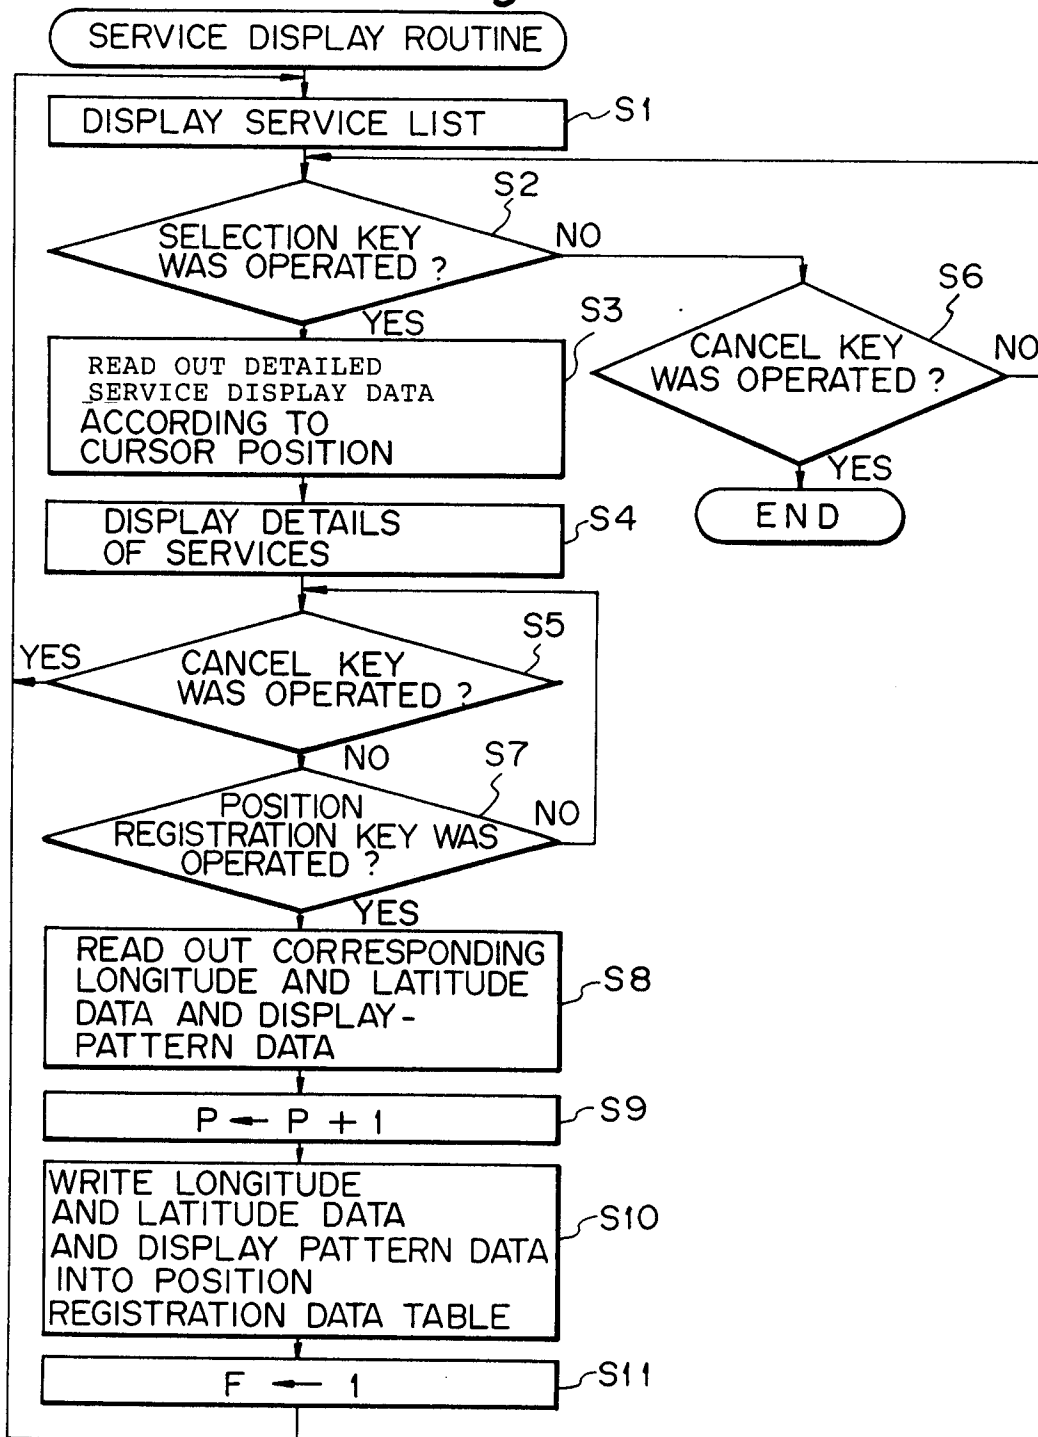 SERVICE DISPLAY ROUTINE
DISPLAY SERVICE LIST
S1
S2
SELECTION KEY
WAS OPERATED ?
NO
YES
S6
CANCEL KEY
WAS OPERATED ?
NO
YES
END
S3
READ OUT DETAILED
SERVICE DISPLAY DATA
ACCORDING TO
CURSOR POSITION
DISPLAY DETAILS
OF SERVICES
S4
S5
YES
CANCEL KEY
WAS OPERATED ?
NO
S7
POSITION
REGISTRATION KEY WAS
OPERATED ?
NO
YES
READ OUT CORRESPONDING
LONGITUDE AND LATITUDE
DATA AND DISPLAY-
PATTERN DATA
S8
P ← P + 1
S9
WRITE LONGITUDE
AND LATITUDE DATA
AND DISPLAY PATTERN DATA
INTO POSITION
REGISTRATION DATA TABLE
S10
F ← 1
S11